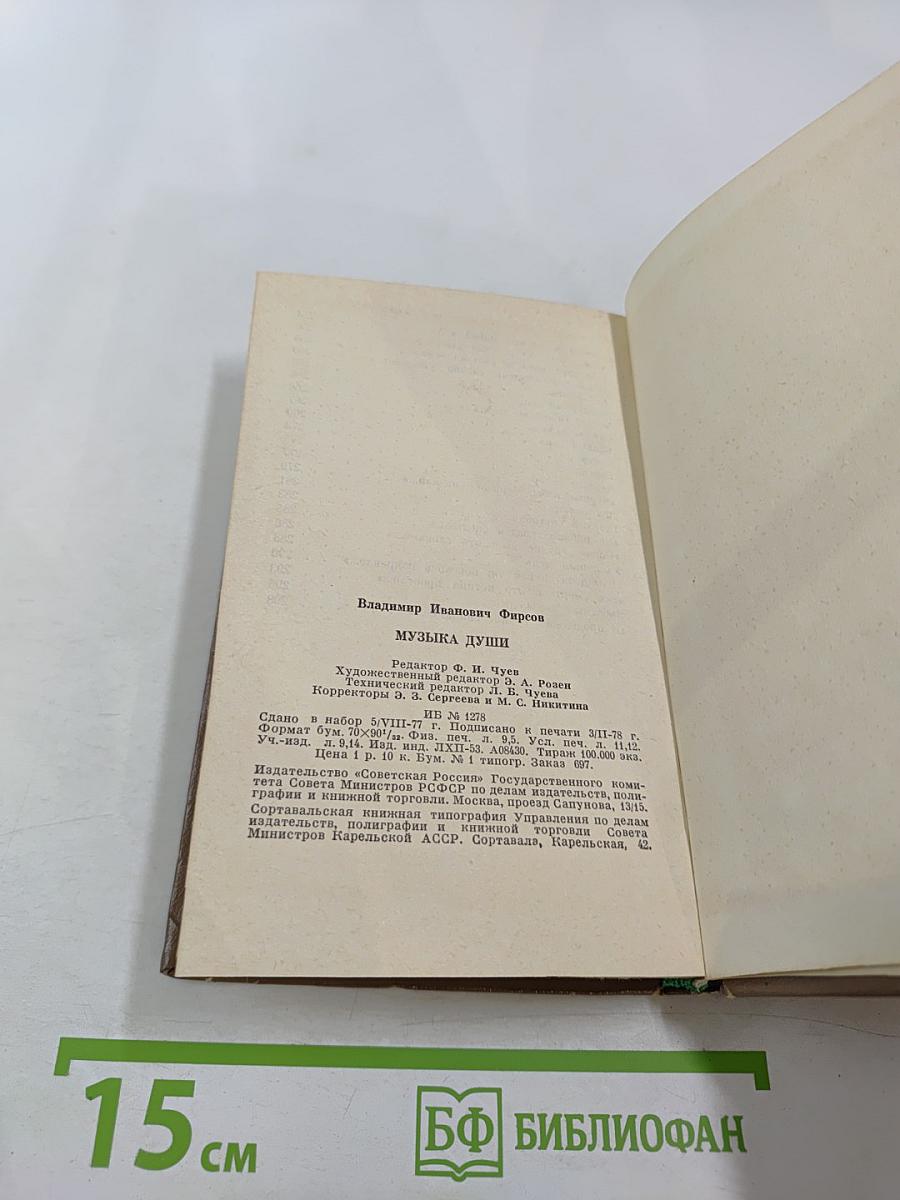 Владимир Иванович Фирсов
МУЗЫКА ДУШИ
Редактор Ф. И. Чуев
Художественный редактор Э. А. Розен
Технический редактор Л. Б. Чуева
Корректоры Э. З. Сергеева и М. С. Никитина
ИБ № 1278
Сдано в набор 5/VIII-77 г. Подписано к печати 3/II-78 г.
Формат бум. 70×90¹/₃₂. Физ. печ. л. 9,5. Усл. печ. л. 11,12.
Уч.-изд. л. 9,14. Изд. инд. ЛХП-53. А08430. Тираж 100.000 экз.
Цена 1 р. 10 к. Бум. № 1 типогр. Заказ 697.
Издательство «Советская Россия» Государственного коми-
тета Совета Министров РСФСР по делам издательств, поли-
графии и книжной торговли. Москва, проезд Сапунова, 13/15.
Сортавальская книжная типография Управления по делам
издательств, полиграфии и книжной торговли Совета
Министров Карельской АССР. Сортавала, Карельская, 42.
15 см
БФ БИБЛИОФАН